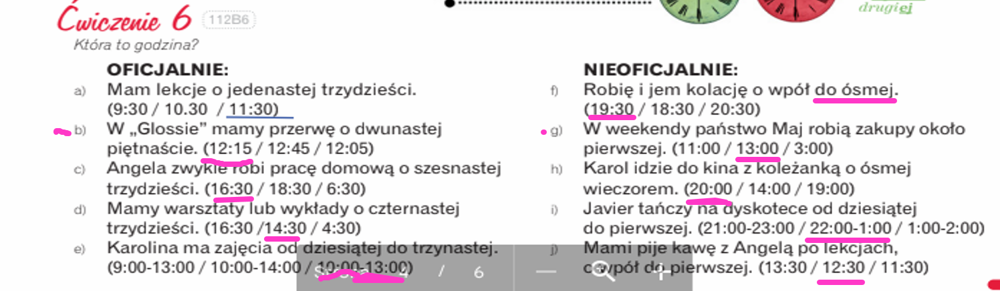 drugiej
Ćwiczenie 6 112B6
Która to godzina?
OFICJALNIE:
a) Mam lekcje o jedenastej trzydzieści.
(9:30 / 10.30 / 11:30)
b) W „Glossie” mamy przerwę o dwunastej
piętnaście. (12:15 / 12:45 / 12:05)
c) Angela zwykle robi pracę domową o szesnastej
trzydzieści. (16:30 / 18:30 / 6:30)
d) Mamy warsztaty lub wykłady o czternastej
trzydzieści. (16:30 /14:30 / 4:30)
e) Karolina ma zajęcia od dziesiątej do trzynastej.
(9:00-13:00 / 10:00-14:00 / 10:00-13:00)
NIEOFICJALNIE:
f) Robię i jem kolację o wpół do ósmej.
(19:30 / 18:30 / 20:30)
g) W weekendy państwo Maj robią zakupy około
pierwszej. (11:00 / 13:00 / 3:00)
h) Karol idzie do kina z koleżanką o ósmej
wieczorem. (20:00 / 14:00 / 19:00)
i) Javier tańczy na dyskotece od dziesiątej
do pierwszej. (21:00-23:00 / 22:00-1:00 / 1:00-2:00)
j) Mami pije kawę z Angelą po lekcjach,
o wpół do pierwszej. (13:30 / 12:30 / 11:30)
Strona 4 / 6